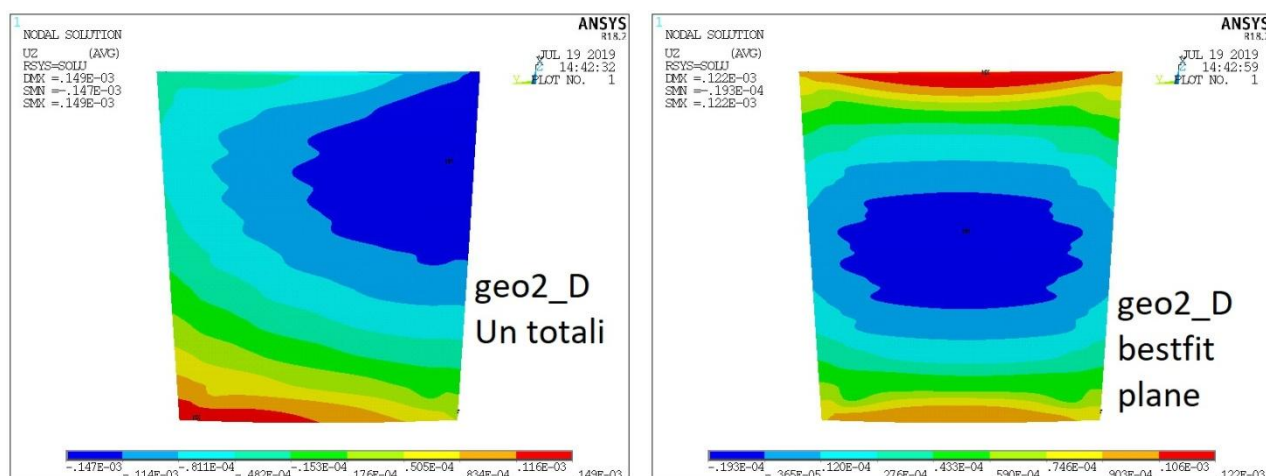 1
ANSYS
R18.2
NODAL SOLUTION
UZ (AVG)
RSYS=SOLU
DMX =.149E-03
SMN =-.147E-03
SMX =.149E-03
JUL 19 2019
14:42:32
PLOT NO. 1
geo2_D
Un totali
-.147E-03
-.114E-03
-.811E-04
-.482E-04
-.153E-04
.176E-04
.505E-04
.834E-04
.116E-03
.149E-03
1
ANSYS
R18.2
NODAL SOLUTION
UZ (AVG)
RSYS=SOLU
DMX =.122E-03
SMN =-.193E-04
SMX =.122E-03
JUL 19 2019
14:42:59
PLOT NO. 1
geo2_D
bestfit
plane
-.193E-04
-.365E-05
.120E-04
.276E-04
.433E-04
.590E-04
.746E-04
.903E-04
.106E-03
.122E-03